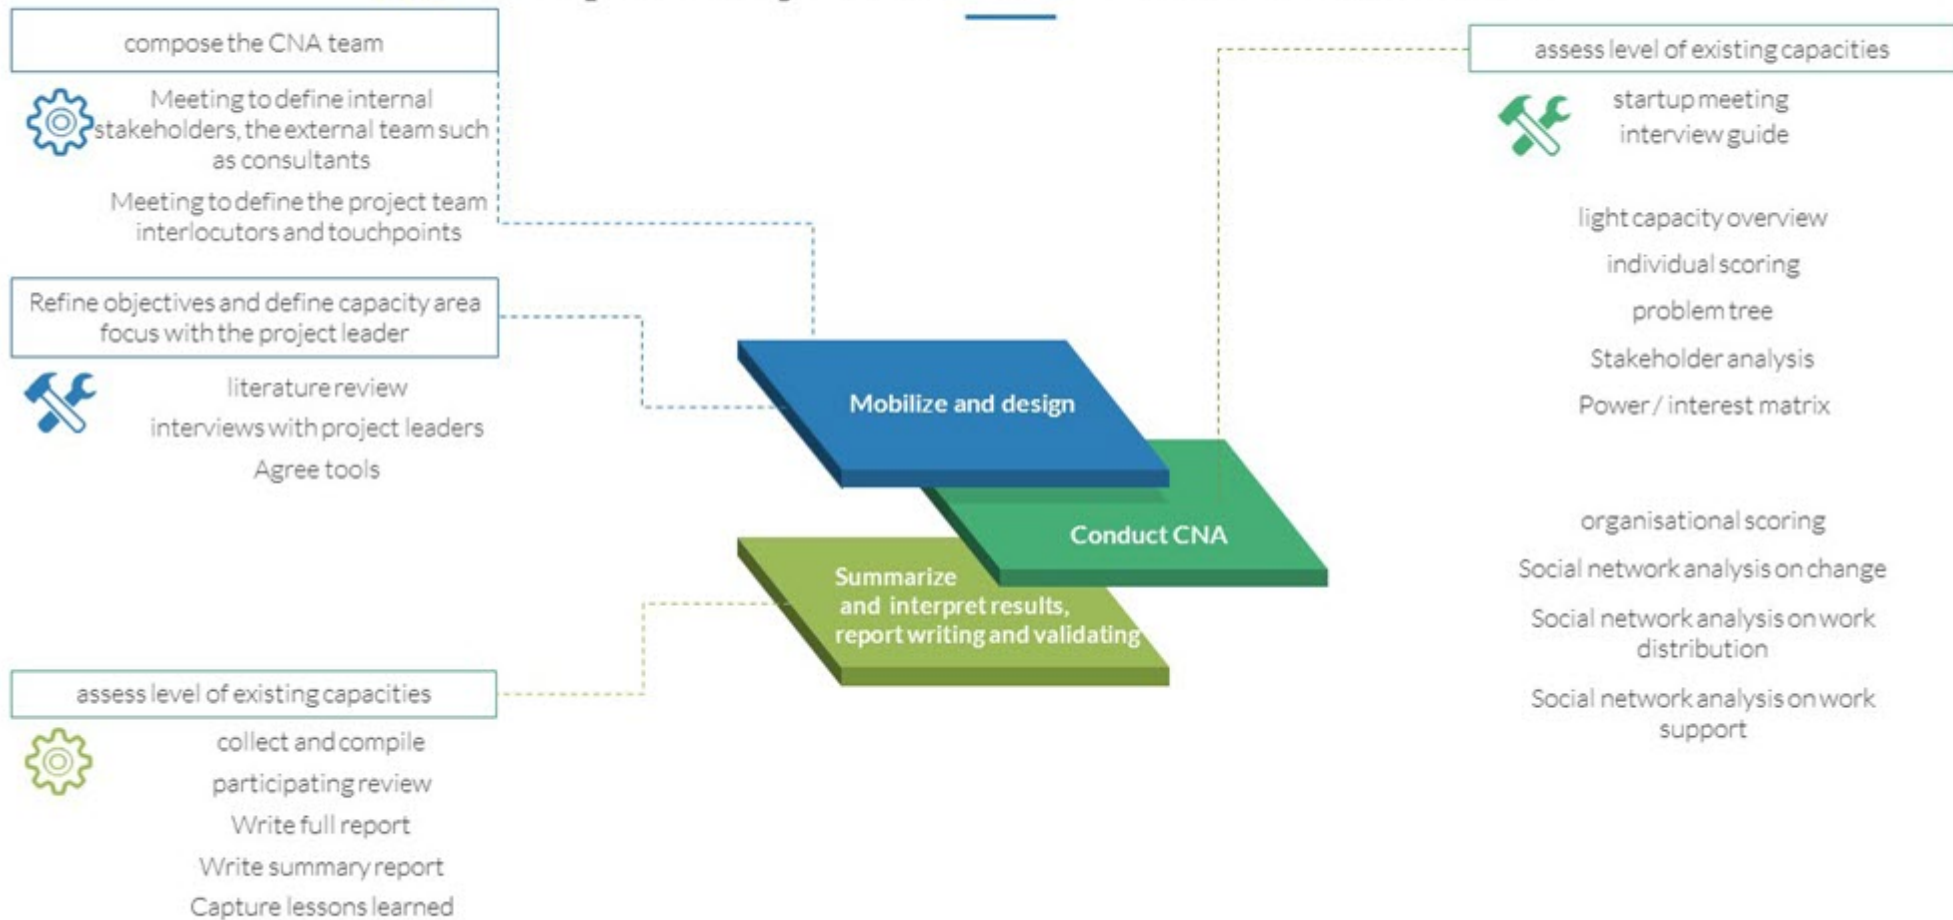 compose the CNA team
Meeting to define internal
stakeholders, the external team such
as consultants
Meeting to define the project team
interlocutors and touchpoints
Refine objectives and define capacity area
focus with the project leader
literature review
interviews with project leaders
Agree tools
Mobilize and design
Conduct CNA
Summarize
and interpret results,
report writing and validating
assess level of existing capacities
collect and compile
participating review
Write full report
Write summary report
Capture lessons learned
assess level of existing capacities
startup meeting
interview guide
light capacity overview
individual scoring
problem tree
Stakeholder analysis
Power / interest matrix
organisational scoring
Social network analysis on change
Social network analysis on work
distribution
Social network analysis on work
support